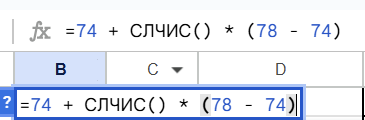 fx =74 + СЛЧИС() * (78 - 74)
B C D
? =74 + СЛЧИС() * (78 - 74)